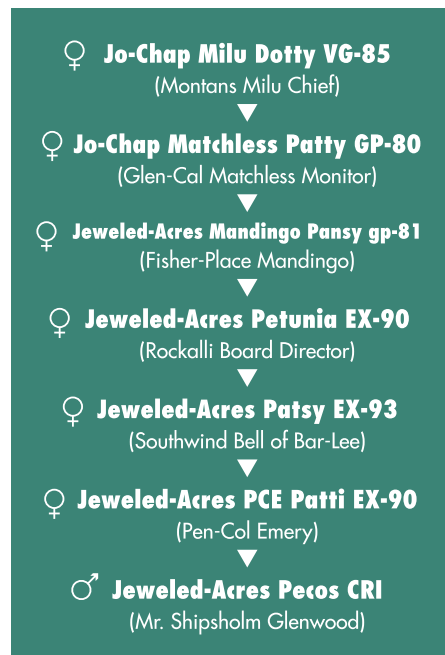 ♀ Jo-Chap Milu Dotty VG-85
(Montans Milu Chief)
♀ Jo-Chap Matchless Patty GP-80
(Glen-Cal Matchless Monitor)
♀ Jeweled-Acres Mandingo Pansy gp-81
(Fisher-Place Mandingo)
♀ Jeweled-Acres Petunia EX-90
(Rockalli Board Director)
♀ Jeweled-Acres Patsy EX-93
(Southwind Bell of Bar-Lee)
♀ Jeweled-Acres PCE Patti EX-90
(Pen-Col Emery)
♂ Jeweled-Acres Pecos CRI
(Mr. Shipsholm Glenwood)